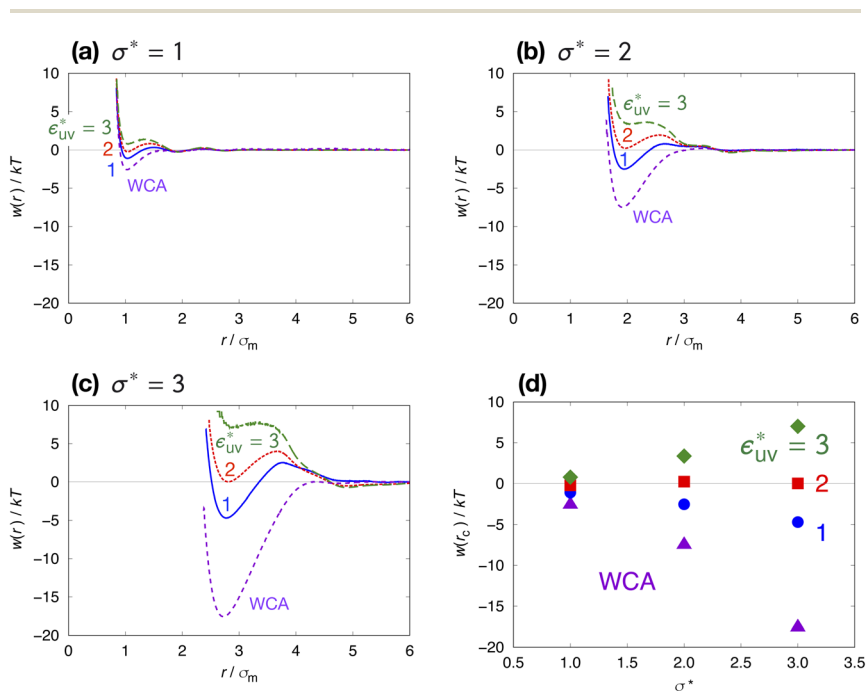 (a) σ* = 1
10
5
0
−5
−10
−15
−20
w(r) / kT
ϵ*uv = 3
2
1
WCA
0 1 2 3 4 5 6
r / σm
(b) σ* = 2
10
5
0
−5
−10
−15
−20
w(r) / kT
ϵ*uv = 3
2
1
WCA
0 1 2 3 4 5 6
r / σm
(c) σ* = 3
10
5
0
−5
−10
−15
−20
w(r) / kT
ϵ*uv = 3
2
1
WCA
0 1 2 3 4 5 6
r / σm
(d)
10
5
0
−5
−10
−15
−20
w(rc) / kT
ϵ*uv = 3
2
1
WCA
0.5 1.0 1.5 2.0 2.5 3.0 3.5
σ*